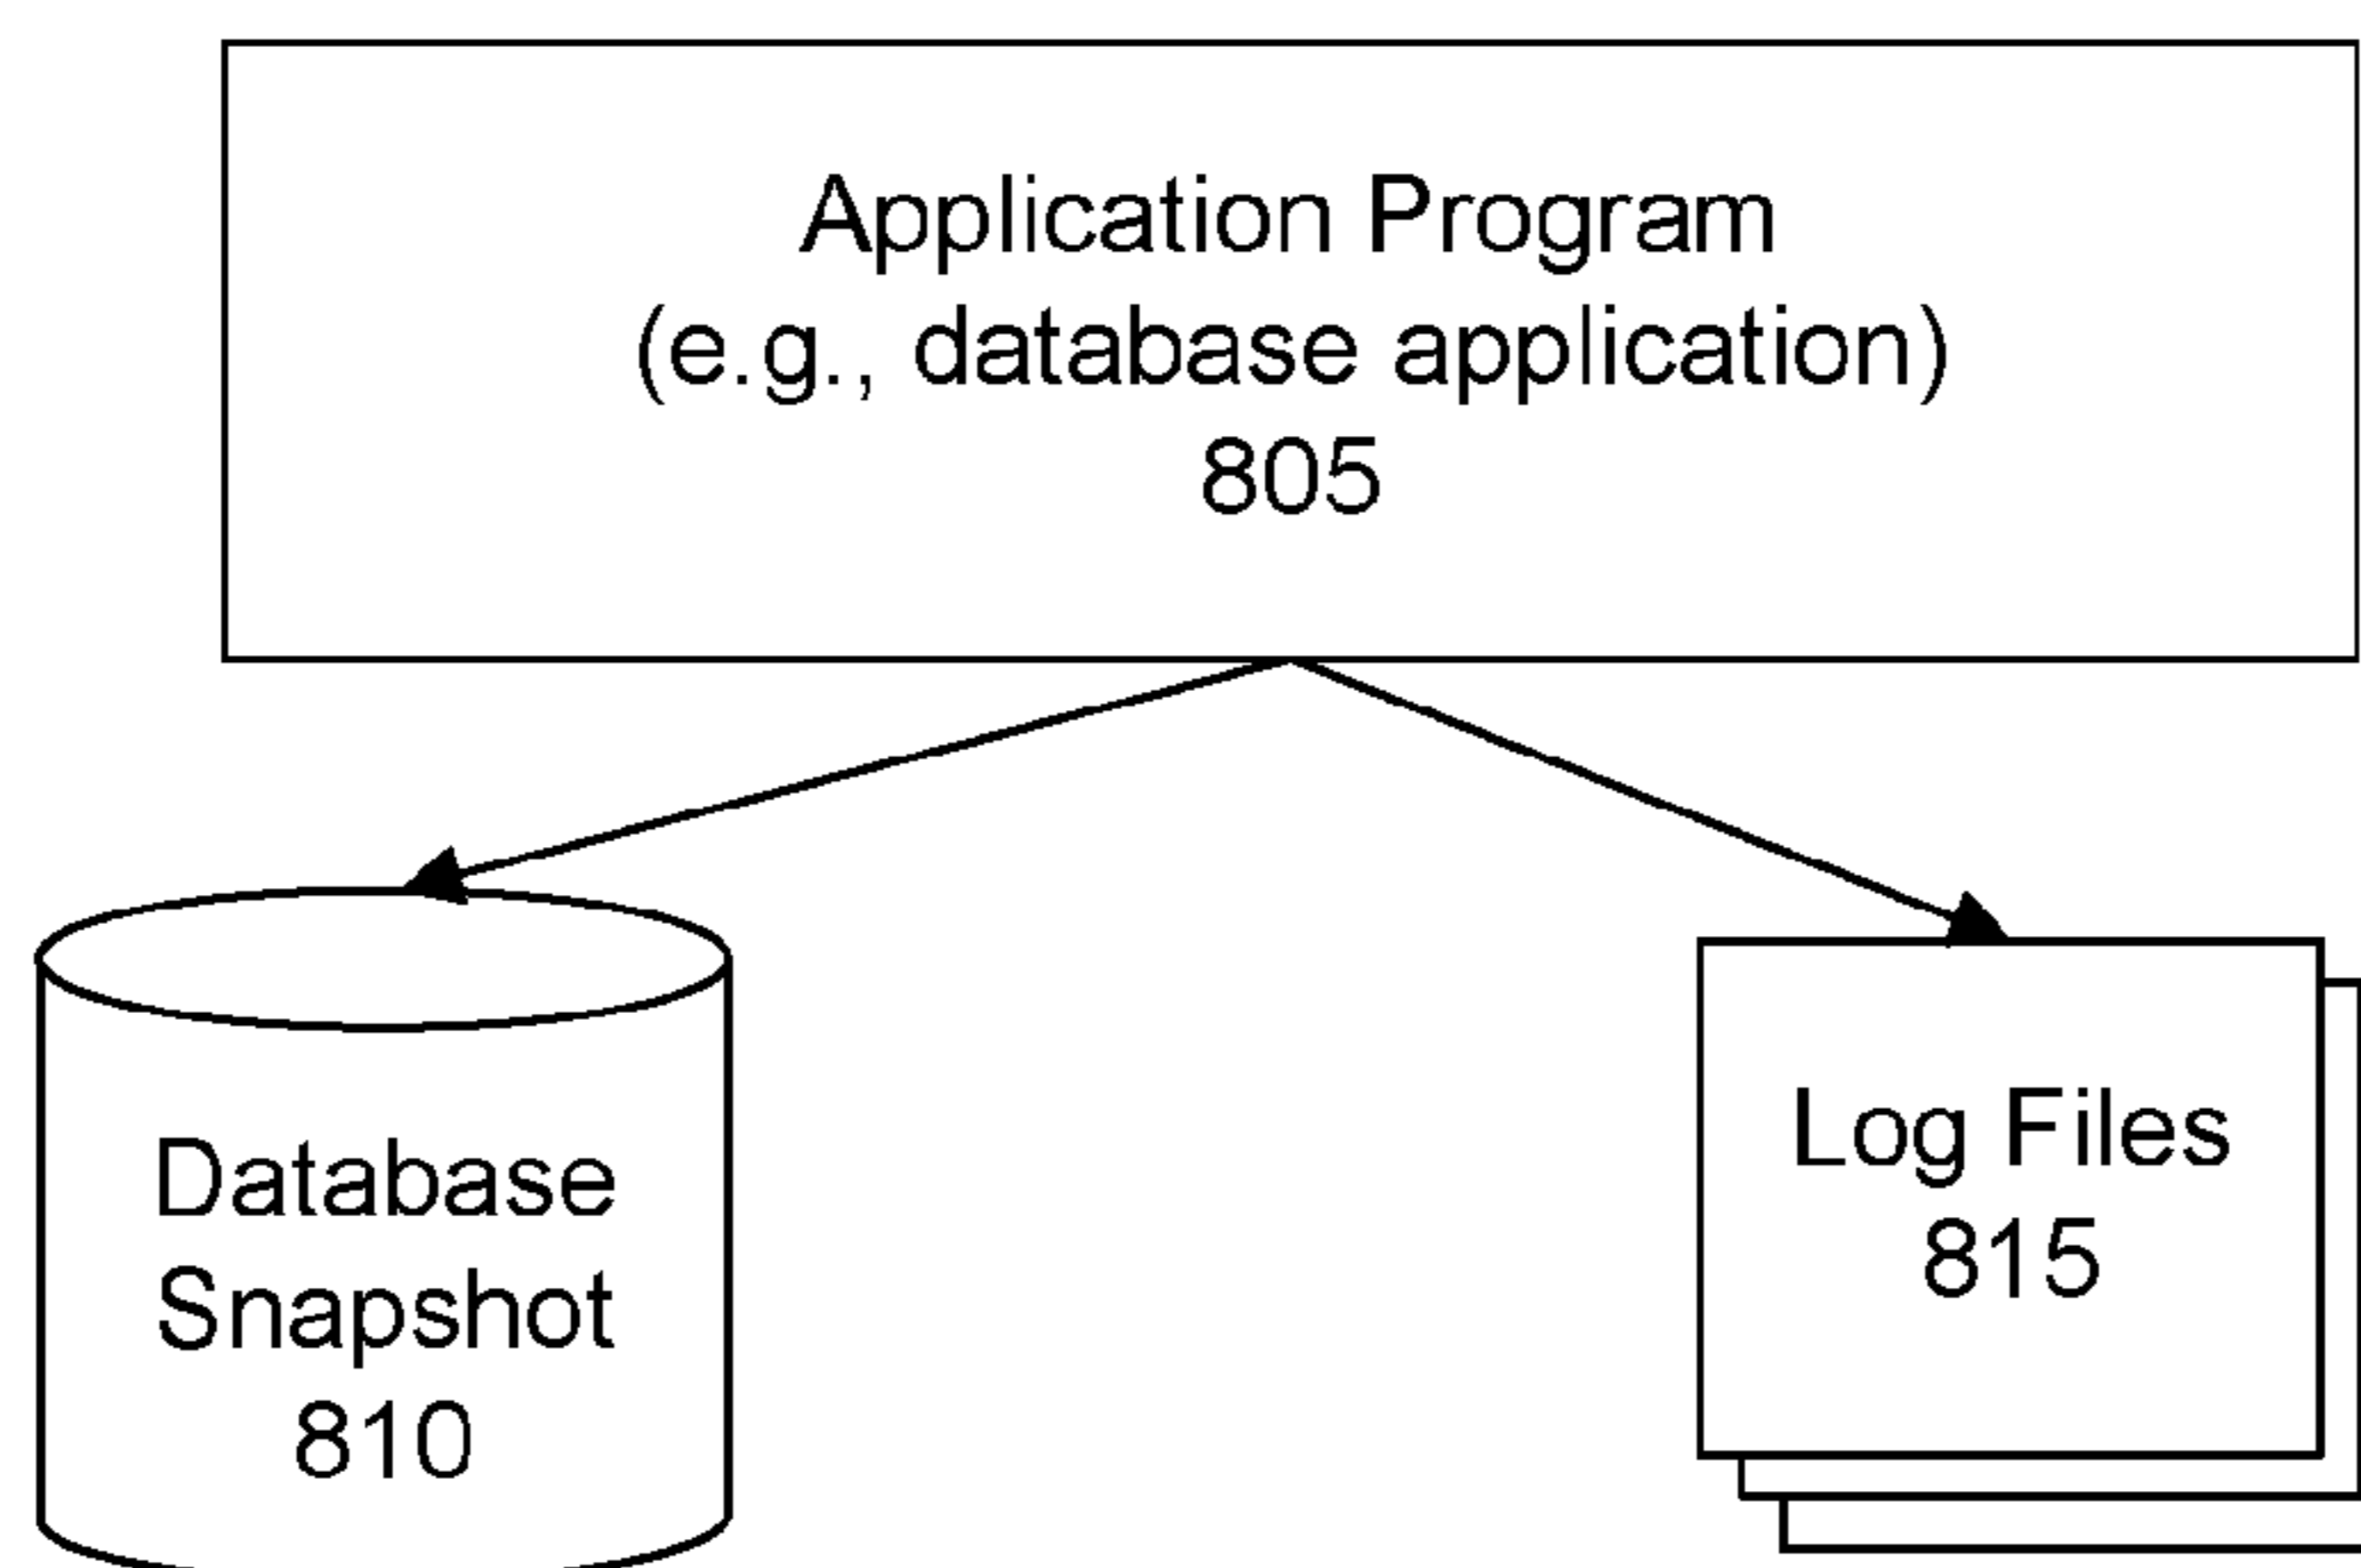 Application Program
(e.g., database application)
805
Database
Snapshot
810
Log Files
815